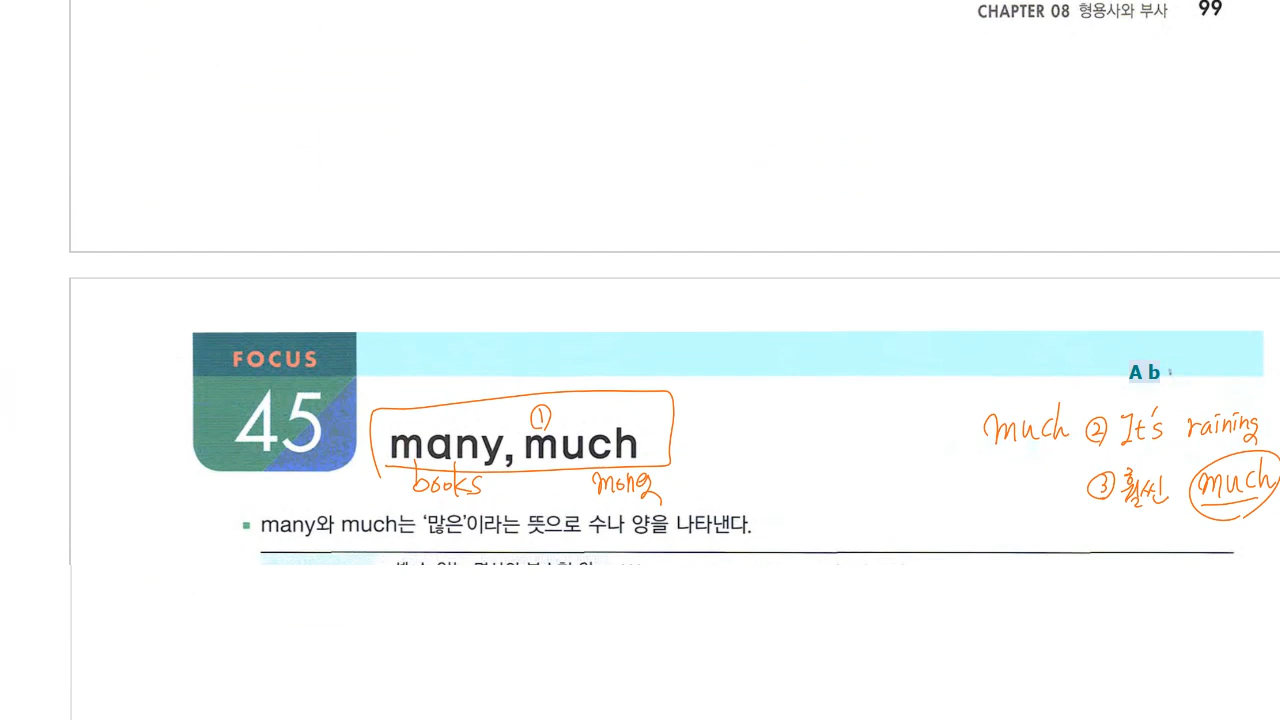 CHAPTER 08 형용사와 부사 99
FOCUS
45
A b
①
many, much
books
much ② It's raining
③ 훨씬 much
many와 much는 '많은'이라는 뜻으로 수나 양을 나타낸다.